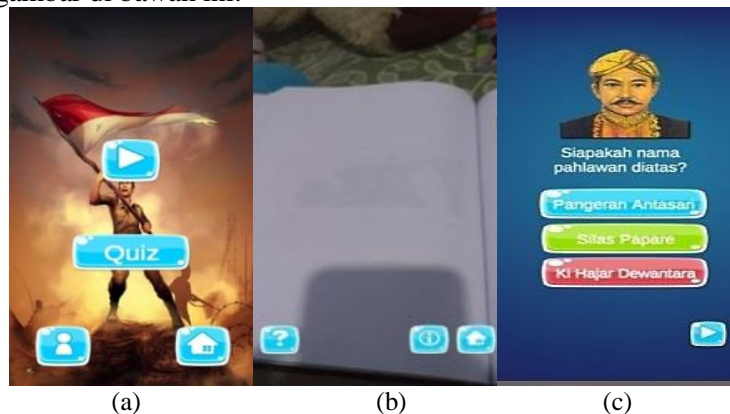 gambar di bawah ini.
Quiz
?
Siapakah nama
pahlawan diatas?
Pangeran Antasari
Silas Papare
Ki Hajar Dewantara
(a) (b) (c)